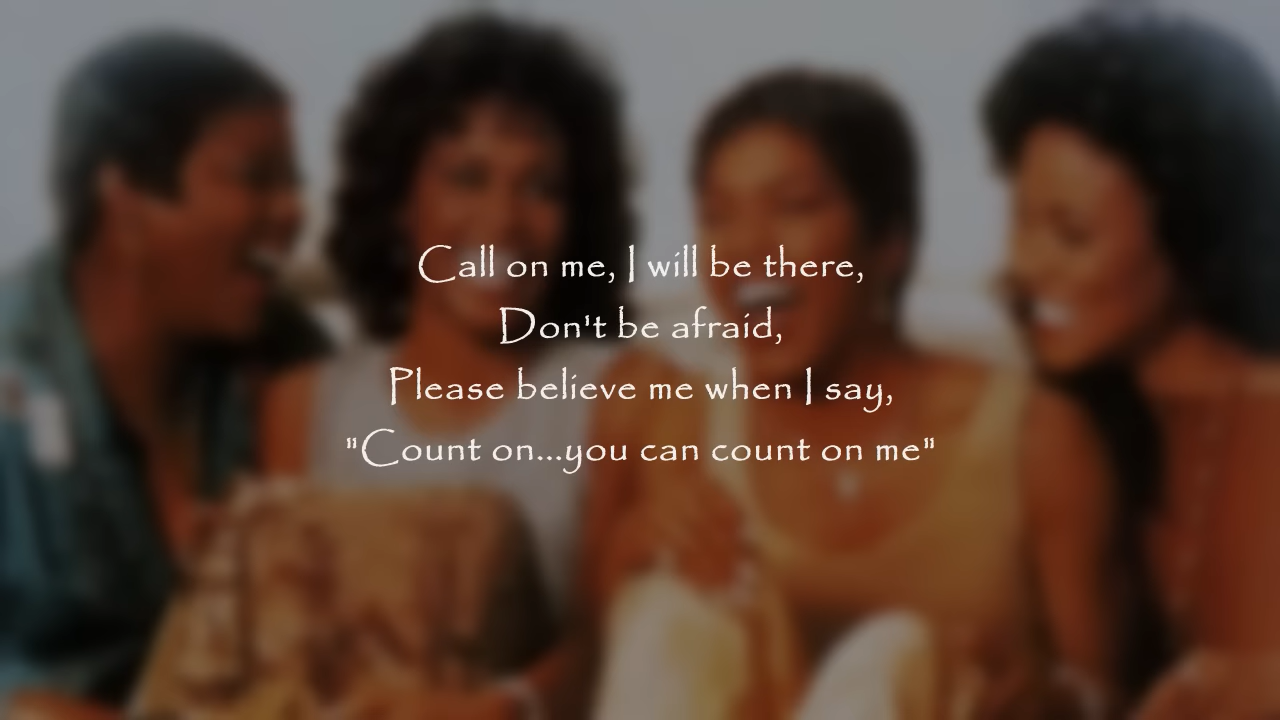 Call on me, I will be there,
Don't be afraid,
Please believe me when I say,
"Count on...you can count on me"